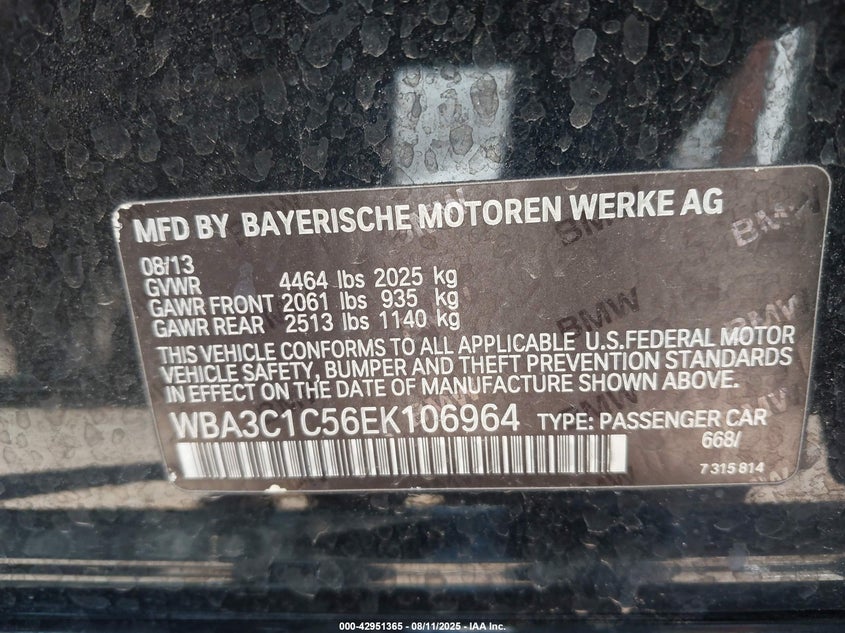 MFD BY BAYERISCHE MOTOREN WERKE AG
08/13
GVWR 4464 lbs 2025 kg
GAWR FRONT 2061 lbs 935 kg
GAWR REAR 2513 lbs 1140 kg
THIS VEHICLE CONFORMS TO ALL APPLICABLE U.S.FEDERAL MOTOR
VEHICLE SAFETY, BUMPER AND THEFT PREVENTION STANDARDS
IN EFFECT ON THE DATE OF MANUFACTURE SHOWN ABOVE.
WBA3C1C56EK106964 TYPE: PASSENGER CAR
668/
7 315 814
000-42951365 - 08/11/2025 - IAA Inc.